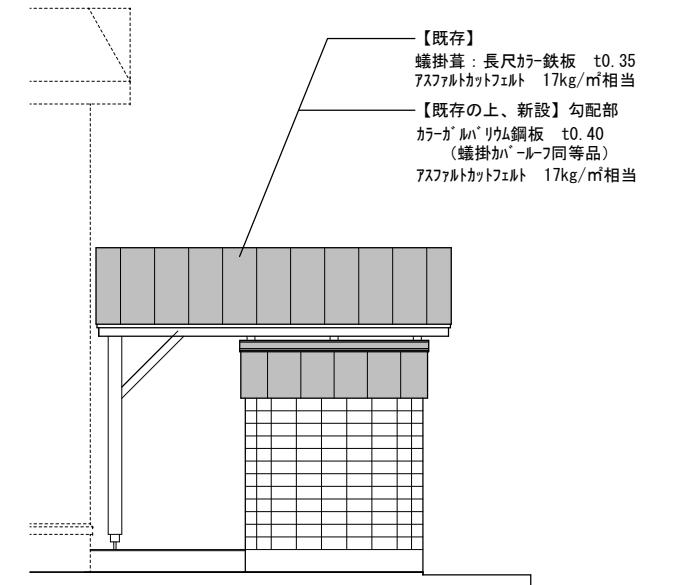 【既存】
蟻掛葺：長尺ｶﾗｰ鉄板　t0.35
ｱｽﾌｧﾙﾄｶｯﾄﾌｪﾙﾄ　17kg/㎡相当
【既存の上、新設】勾配部
ｶﾗｰｶﾞﾙﾊﾞﾘｳﾑ鋼板　t0.40
（蟻掛ｶﾊﾞｰﾙｰﾌ同等品）
ｱｽﾌｧﾙﾄｶｯﾄﾌｪﾙﾄ　17kg/㎡相当